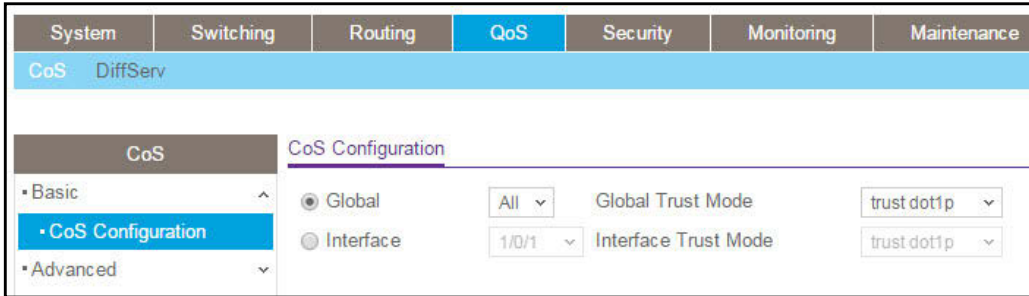 System Switching Routing QoS Security Monitoring Maintenance
CoS DiffServ
CoS CoS Configuration
Basic
Global All Global Trust Mode trust dot1p
CoS Configuration
Interface 1/0/1 Interface Trust Mode trust dot1p
Advanced